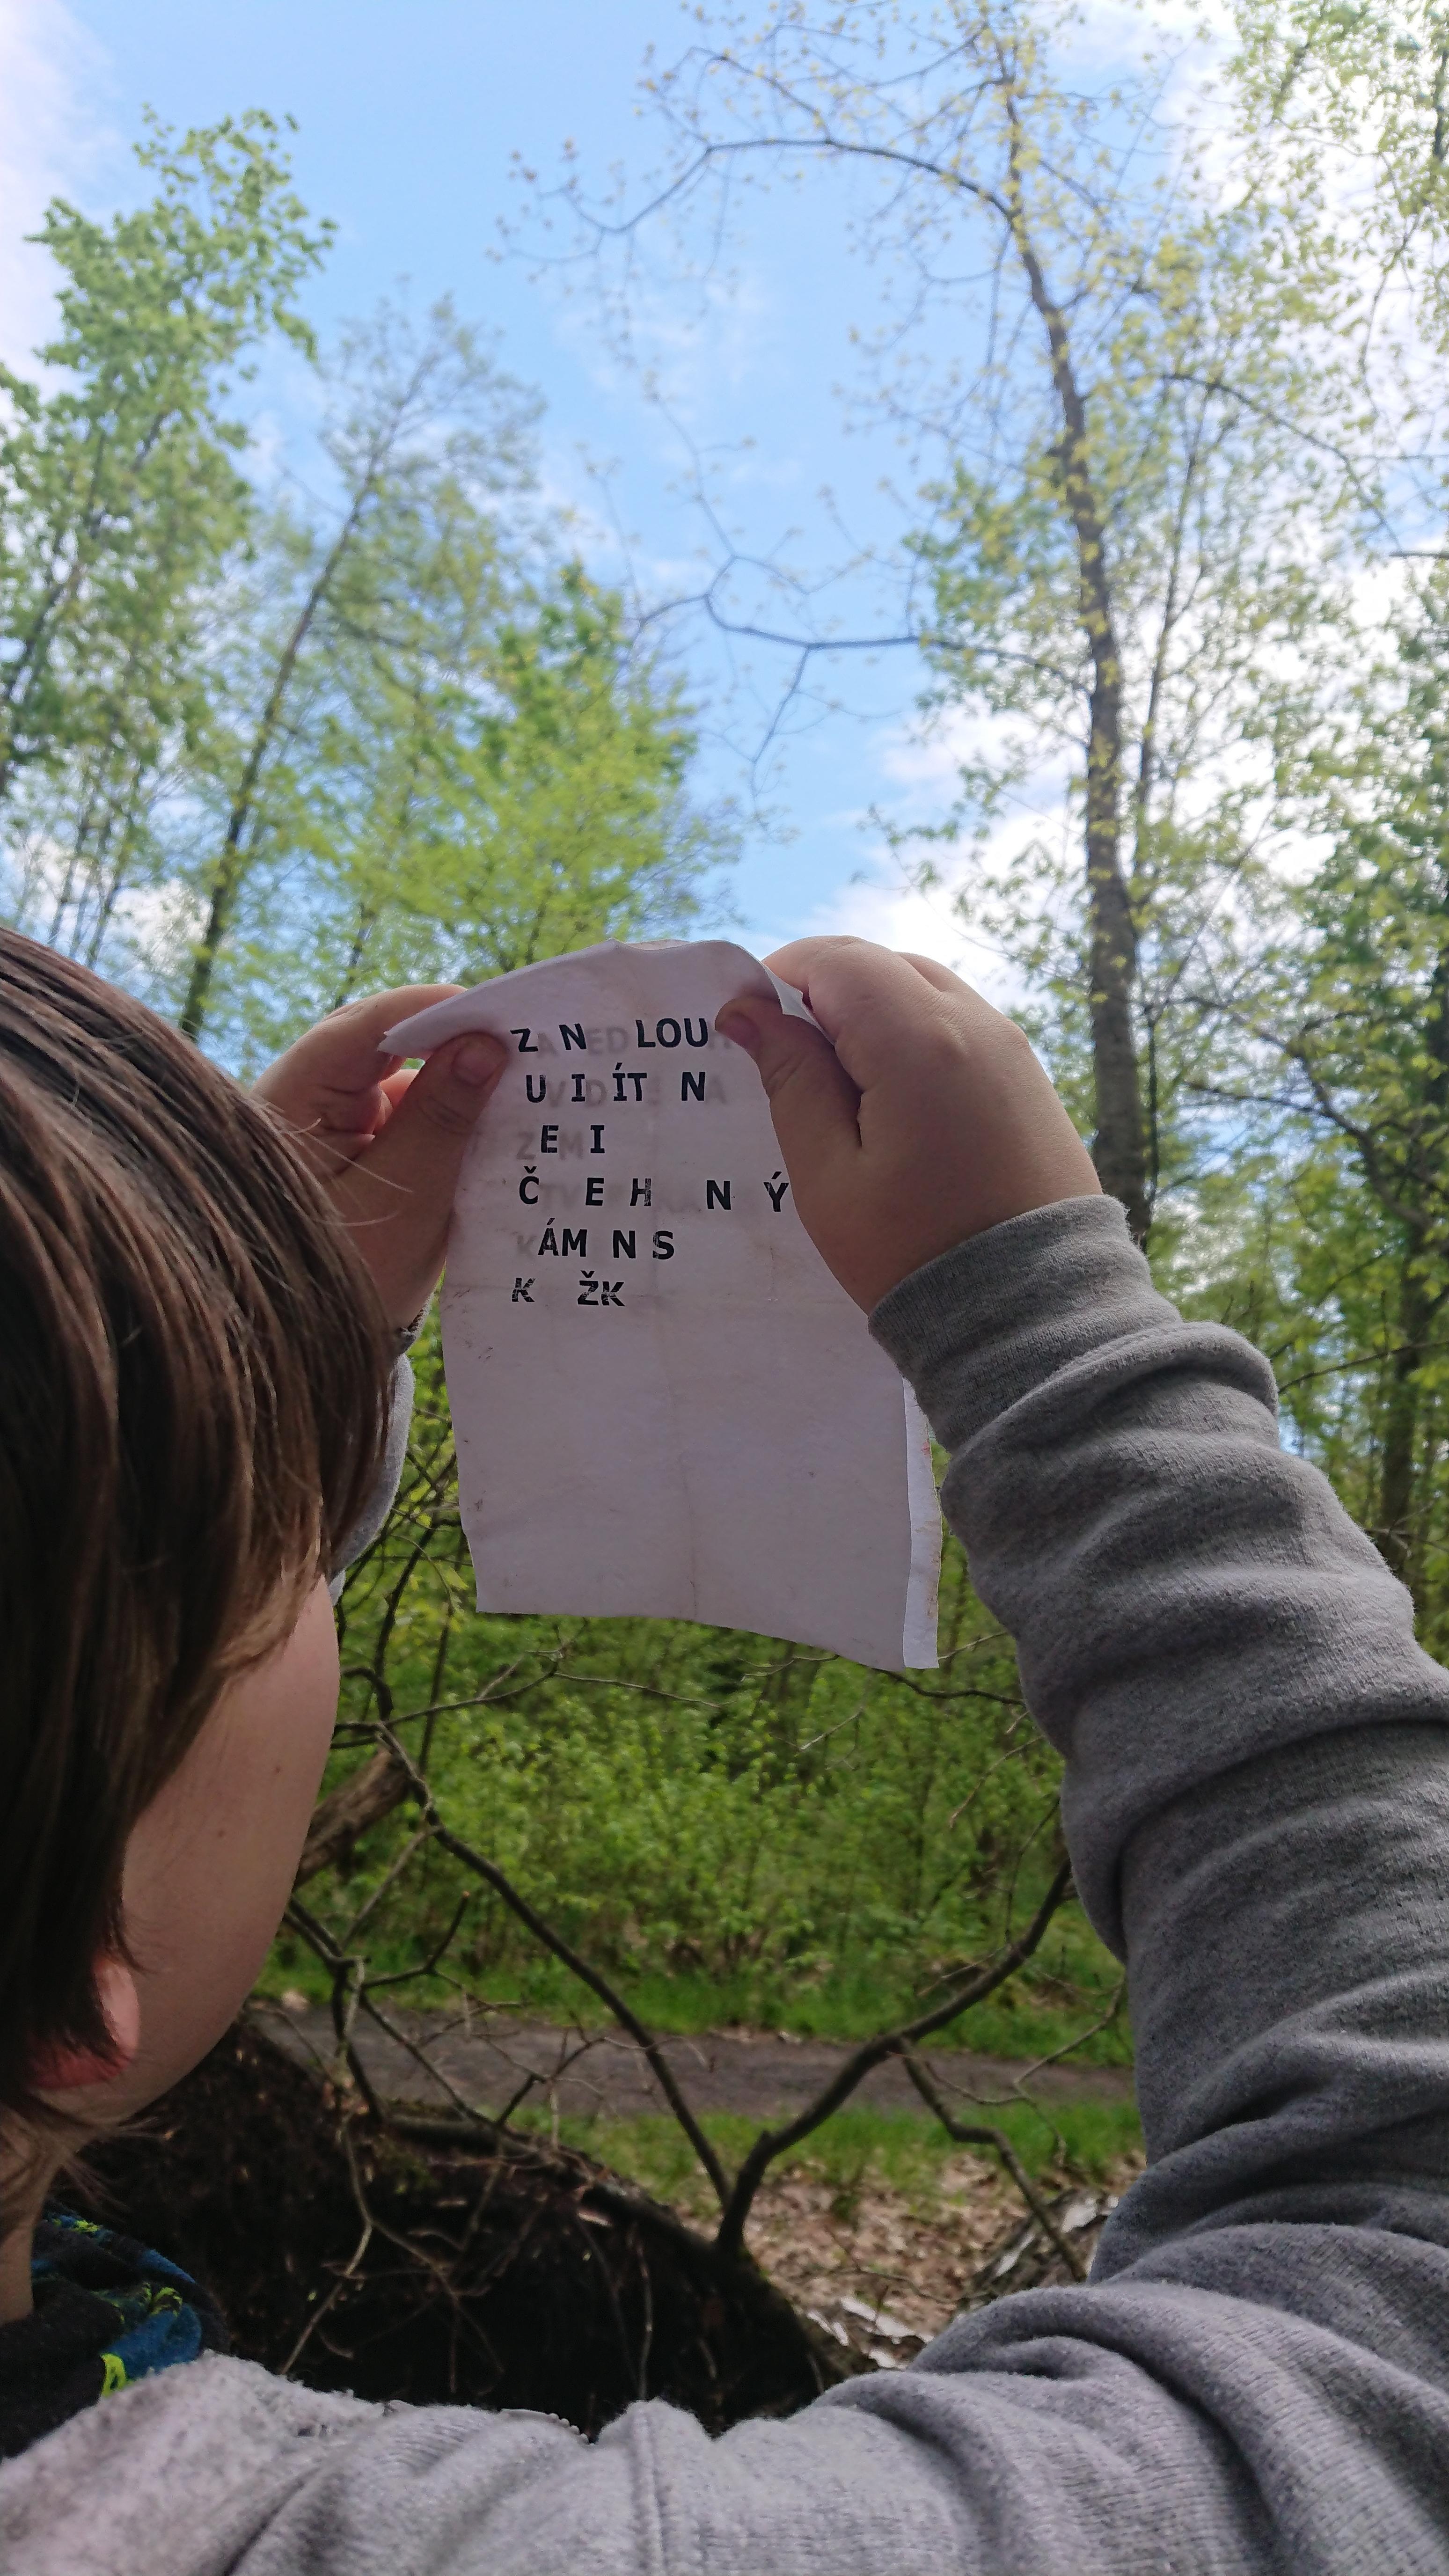 Z N LOU
U I ÍT N
E I
Č E H N Ý
ÁM N S
K ŽK